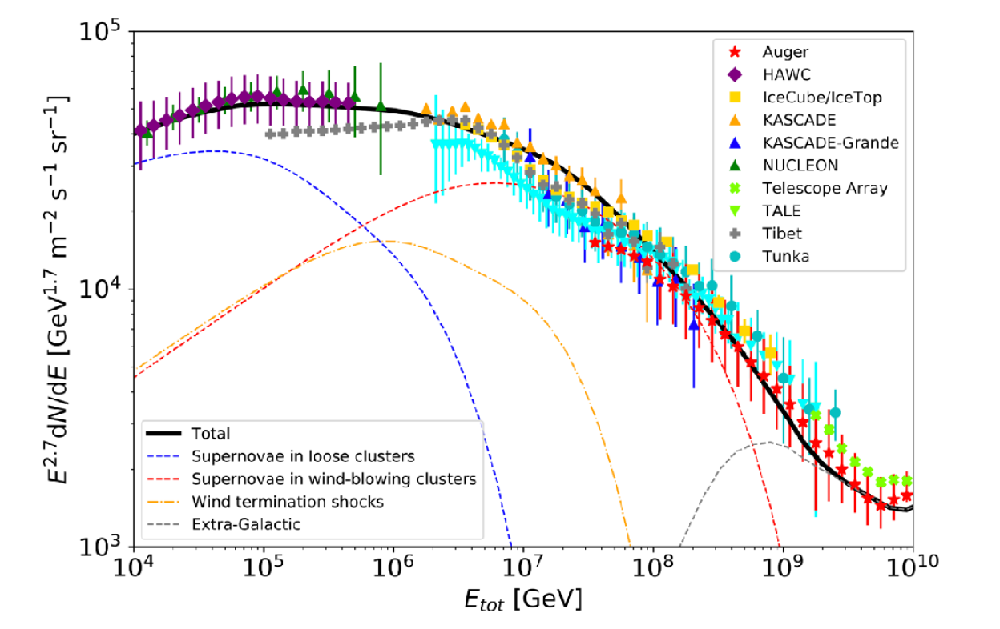 10^5
10^4
10^3
E^2.7 dN/dE [GeV^1.7 m^−2 s^−1 sr^−1]
Auger
HAWC
IceCube/IceTop
KASCADE
KASCADE-Grande
NUCLEON
Telescope Array
TALE
Tibet
Tunka
Total
Supernovae in loose clusters
Supernovae in wind-blowing clusters
Wind termination shocks
Extra-Galactic
10^4 10^5 10^6 10^7 10^8 10^9 10^10
E_tot [GeV]